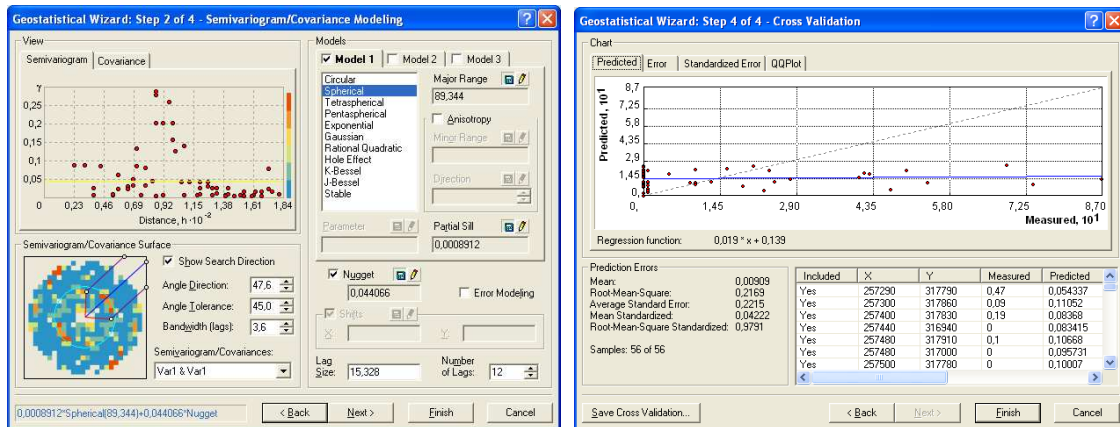 Geostatistical Wizard: Step 2 of 4 - Semivariogram/Covariance Modeling
View
Semivariogram
Covariance
γ
0,25
0,2
0,15
0,1
0,05
0
0,23
0,46
0,69
0,92
1,15
1,38
1,61
1,84
Distance, h ·10⁻²
Semivariogram/Covariance Surface
Show Search Direction
Angle Direction:
47,6
Angle Tolerance:
45,0
Bandwidth (lags):
3,6
Semivariogram/Covariances:
Var1 & Var1
Models
Model 1
Model 2
Model 3
Circular
Spherical
Tetraspherical
Pentaspherical
Exponential
Gaussian
Rational Quadratic
Hole Effect
K-Bessel
J-Bessel
Stable
Major Range
89,344
Anisotropy
Minor Range
Direction
Parameter
Partial Sill
0,0008912
Nugget
0,044066
Error Modeling
Shifts
X:
Y:
Lag
Size:
15,328
Number
of Lags:
12
0,0008912*Spherical(89,344)+0,044066*Nugget
< Back
Next >
Finish
Cancel
Geostatistical Wizard: Step 4 of 4 - Cross Validation
Chart
Predicted
Error
Standardized Error
QQPlot
Predicted, 10¹
8,7
7,25
5,8
4,35
2,9
1,45
0,
0,
1,45
2,90
4,35
5,80
7,25
8,70
Measured, 10¹
Regression function: 0,019 * x + 0,139
Prediction Errors
Mean: 0,00909
Root-Mean-Square: 0,2169
Average Standard Error: 0,2215
Mean Standardized: 0,04222
Root-Mean-Square Standardized: 0,9791
Samples: 56 of 56
Included X Y Measured Predicted
Yes 257290 317790 0,47 0,054337
Yes 257300 317860 0,09 0,11052
Yes 257400 317830 0,19 0,08368
Yes 257440 316940 0 0,083415
Yes 257480 317910 0,1 0,10668
Yes 257480 317000 0 0,095731
Yes 257500 317780 0 0,10007
Save Cross Validation...
< Back
Next >
Finish
Cancel